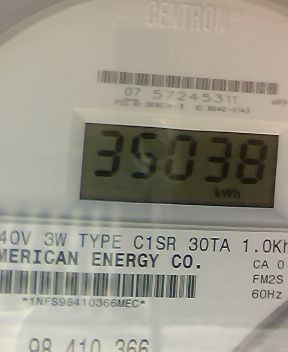 CENTRON®
07 57245311
35038
kWh
40V 3W TYPE C1SR 30TA 1.0Kh
MERICAN ENERGY CO.
CA 0
FM2S
60Hz
*1NFS98410366MEC*
98 410 366